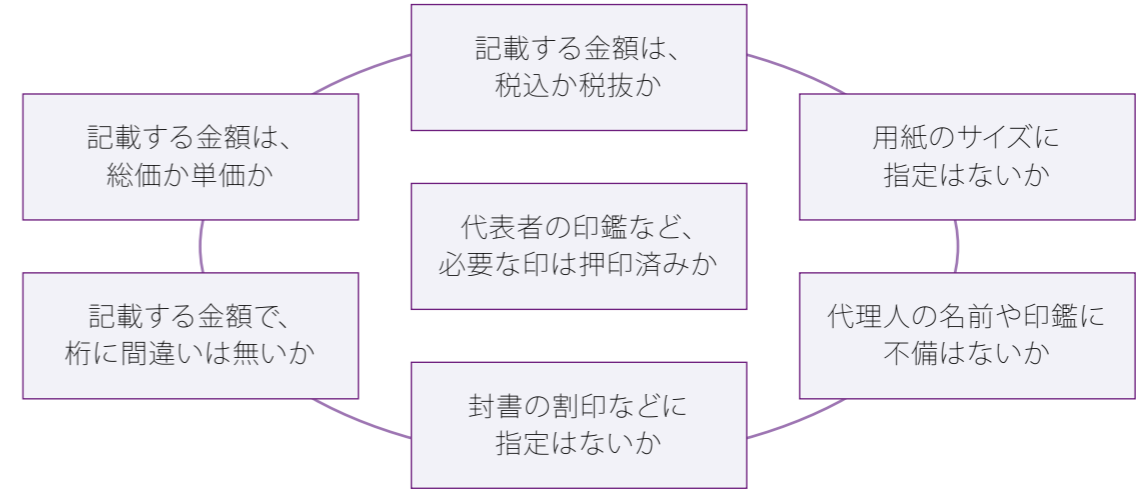 記載する金額は、
税込か税抜か
記載する金額は、
総価か単価か
用紙のサイズに
指定はないか
代表者の印鑑など、
必要な印は押印済みか
記載する金額で、
桁に間違いは無いか
代理人の名前や印鑑に
不備はないか
封書の割印などに
指定はないか